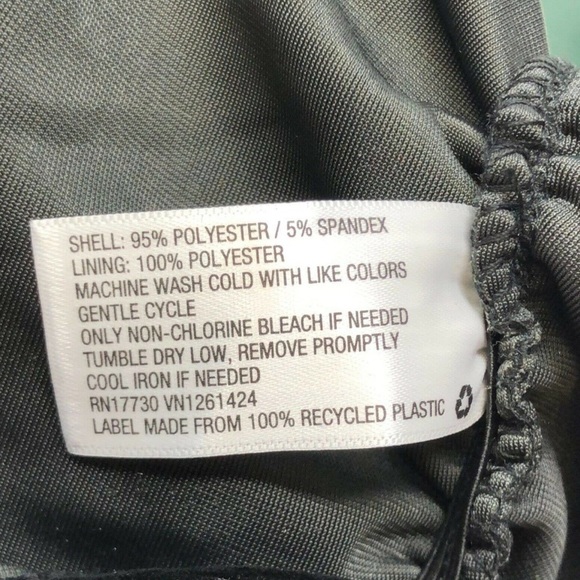 SHELL: 95% POLYESTER / 5% SPANDEX
LINING: 100% POLYESTER
MACHINE WASH COLD WITH LIKE COLORS
GENTLE CYCLE
ONLY NON-CHLORINE BLEACH IF NEEDED
TUMBLE DRY LOW, REMOVE PROMPTLY
COOL IRON IF NEEDED
RN17730 VN1261424
LABEL MADE FROM 100% RECYCLED PLASTIC